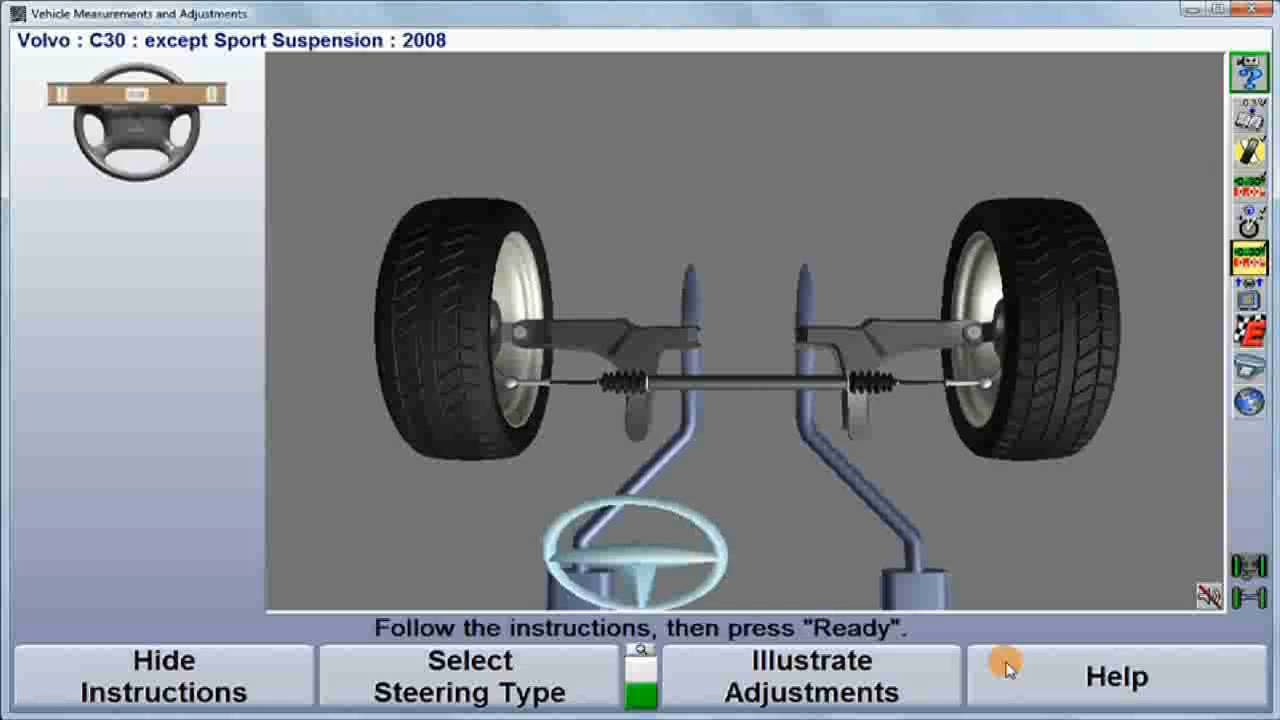 Vehicle Measurements and Adjustments
Volvo : C30 : except Sport Suspension : 2008
Follow the instructions, then press "Ready".
Hide
Instructions
Select
Steering Type
Illustrate
Adjustments
Help